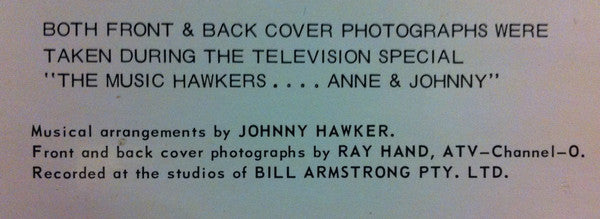 BOTH FRONT & BACK COVER PHOTOGRAPHS WERE
TAKEN DURING THE TELEVISION SPECIAL
"THE MUSIC HAWKERS . . . . ANNE & JOHNNY"
Musical arrangements by JOHNNY HAWKER.
Front and back cover photographs by RAY HAND, ATV—Channel—O.
Recorded at the studios of BILL ARMSTRONG PTY. LTD.